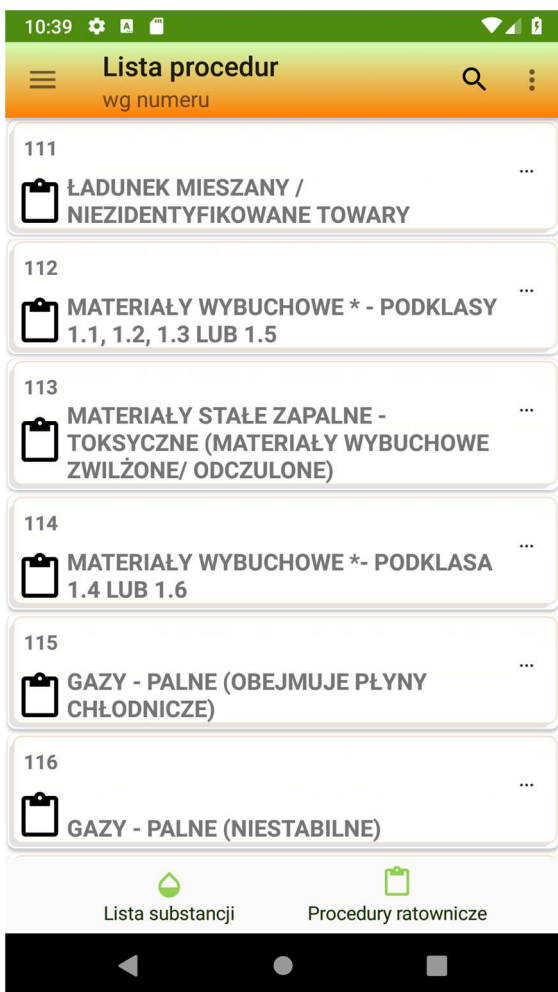 10:39
Lista procedur
wg numeru
111
...
ŁADUNEK MIESZANY /
NIEZIDENTYFIKOWANE TOWARY
112
...
MATERIAŁY WYBUCHOWE * - PODKLASY
1.1, 1.2, 1.3 LUB 1.5
113
...
MATERIAŁY STAŁE ZAPALNE -
TOKSYCZNE (MATERIAŁY WYBUCHOWE
ZWILŻONE/ ODCZULONE)
114
...
MATERIAŁY WYBUCHOWE *- PODKLASA
1.4 LUB 1.6
115
...
GAZY - PALNE (OBEJMUJE PŁYNY
CHŁODNICZE)
116
...
GAZY - PALNE (NIESTABILNE)
Lista substancji
Procedury ratownicze